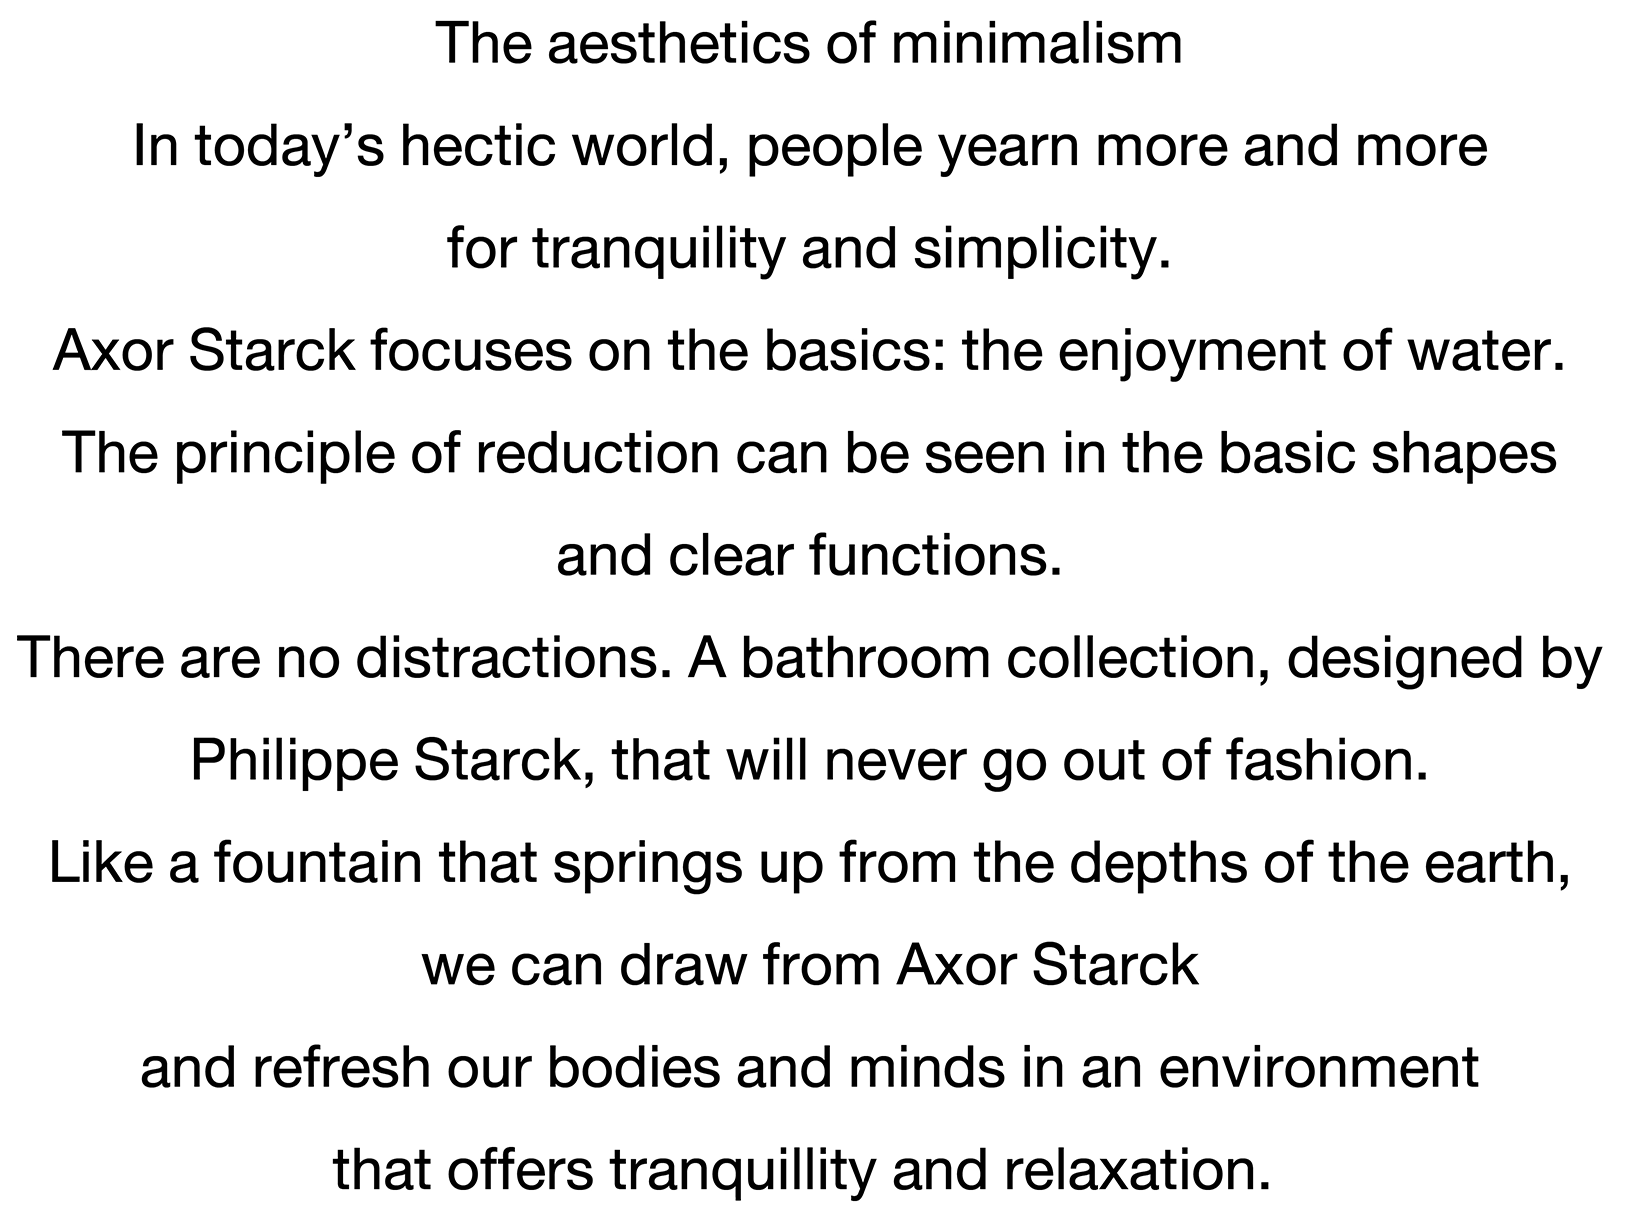 The aesthetics of minimalism
In today’s hectic world, people yearn more and more
for tranquility and simplicity.
Axor Starck focuses on the basics: the enjoyment of water.
The principle of reduction can be seen in the basic shapes
and clear functions.
There are no distractions. A bathroom collection, designed by
Philippe Starck, that will never go out of fashion.
Like a fountain that springs up from the depths of the earth,
we can draw from Axor Starck
and refresh our bodies and minds in an environment
that offers tranquillity and relaxation.